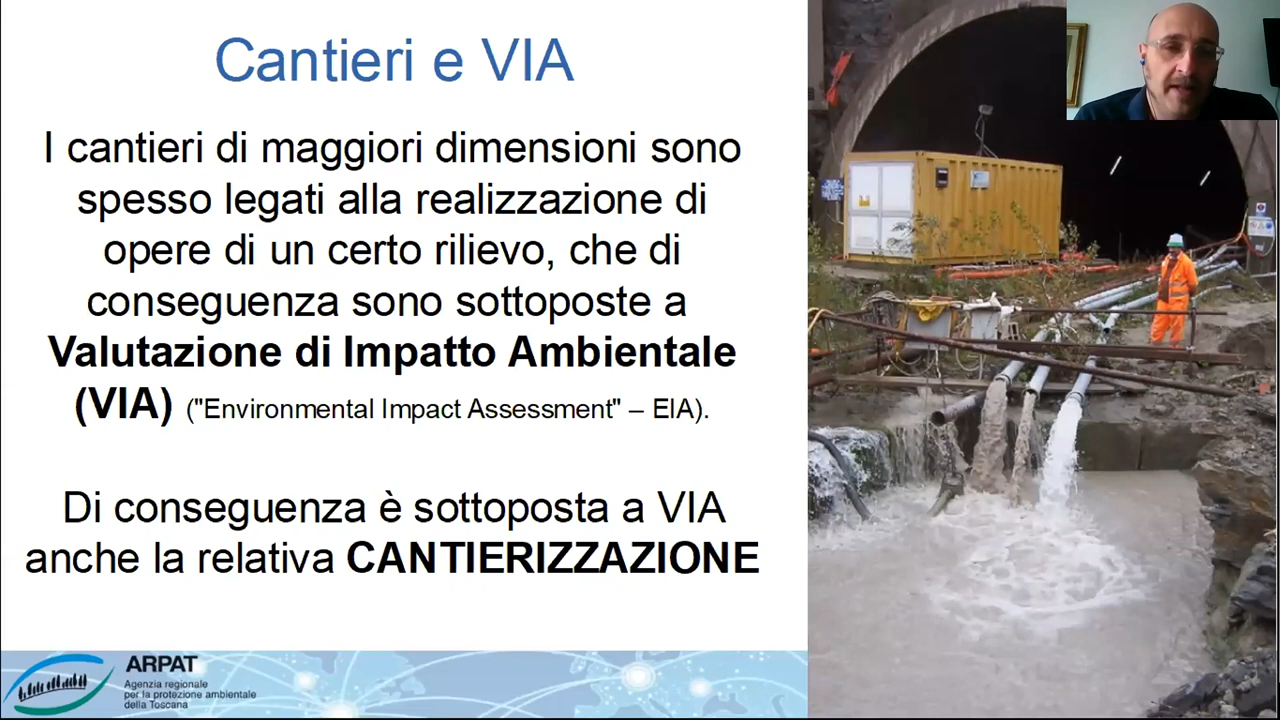 Cantieri e VIA
I cantieri di maggiori dimensioni sono
spesso legati alla realizzazione di
opere di un certo rilievo, che di
conseguenza sono sottoposte a
Valutazione di Impatto Ambientale
(VIA) ("Environmental Impact Assessment" – EIA).
Di conseguenza è sottoposta a VIA
anche la relativa CANTIERIZZAZIONE
ARPAT
Agenzia regionale
per la protezione ambientale
della Toscana